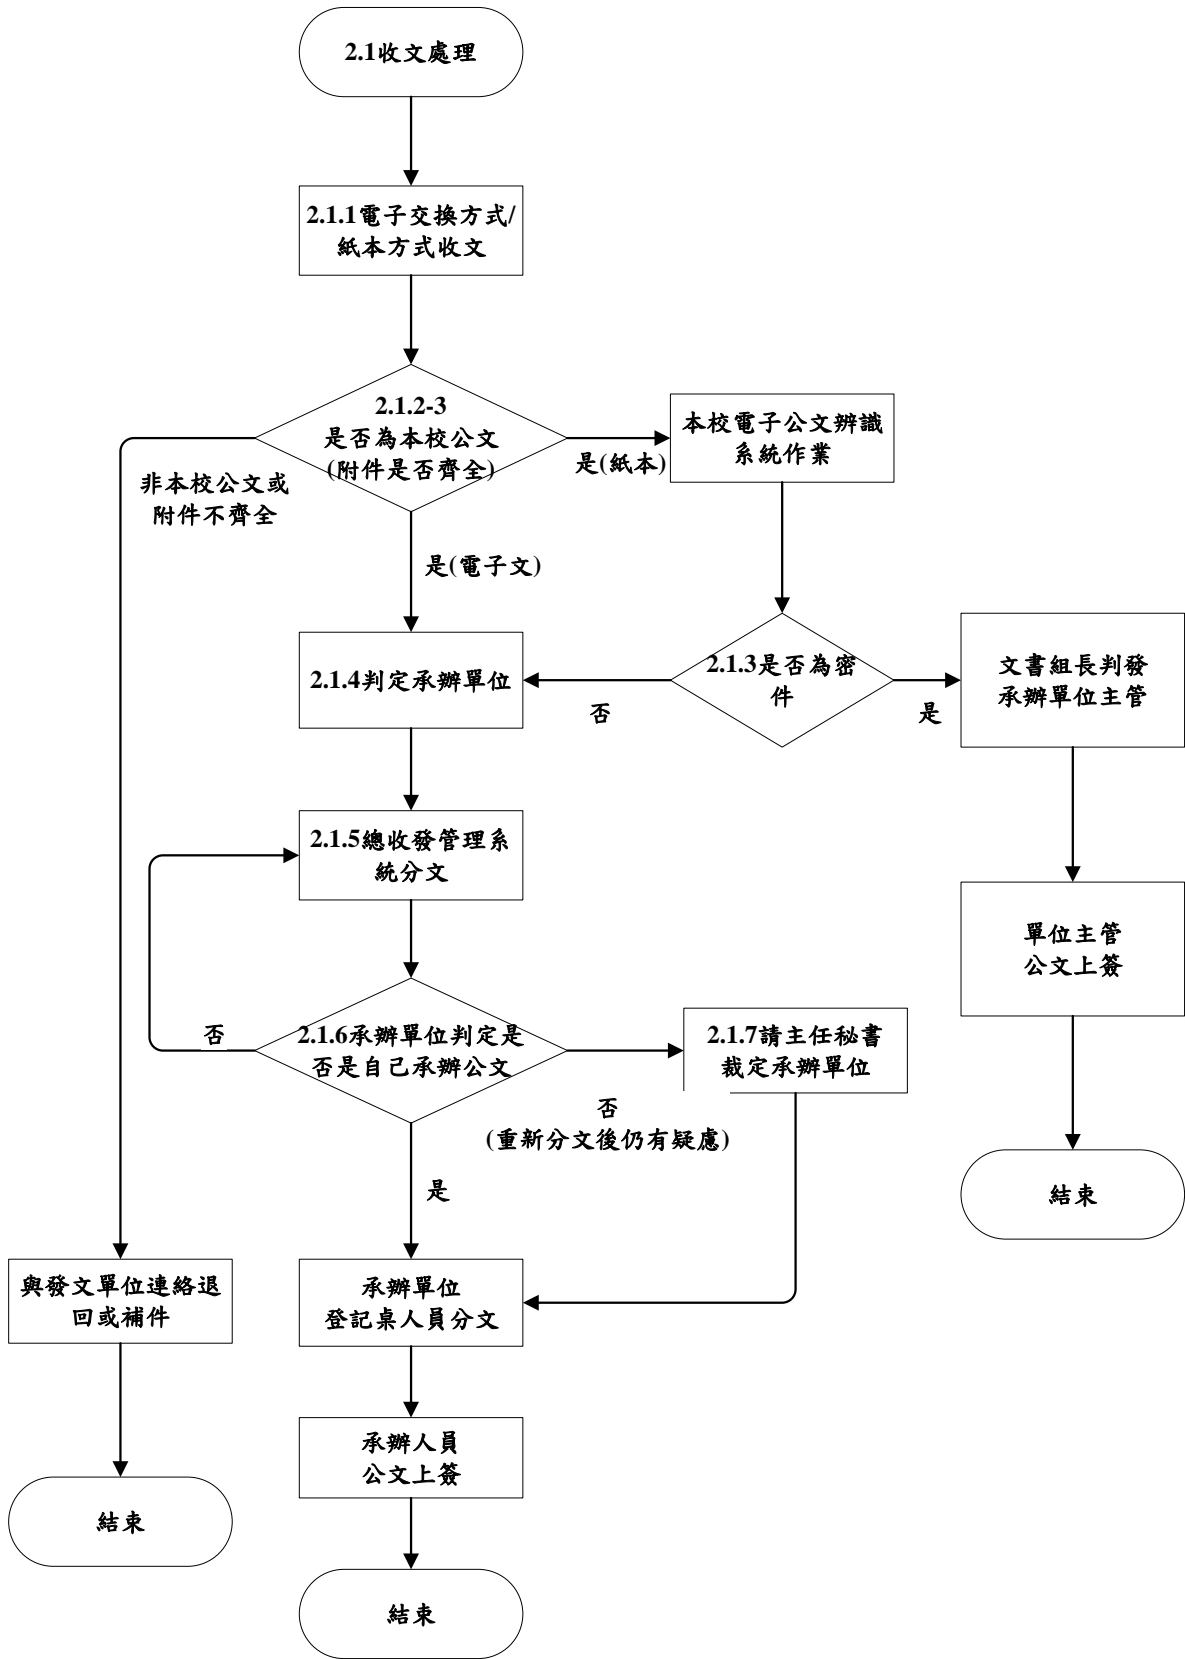 2.1收文處理
2.1.1電子交換方式/
紙本方式收文
2.1.2-3
是否為本校公文
(附件是否齊全)
本校電子公文辨識
系統作業
是(紙本)
非本校公文或
附件不齊全
是(電子文)
2.1.4判定承辦單位
2.1.3是否為密
件
文書組長判發
承辦單位主管
否
是
2.1.5總收發管理系
統分文
單位主管
公文上簽
否
2.1.6承辦單位判定是
否是自己承辦公文
2.1.7請主任秘書
裁定承辦單位
否
(重新分文後仍有疑慮)
是
結束
與發文單位連絡退
回或補件
承辦單位
登記桌人員分文
承辦人員
公文上簽
結束
結束